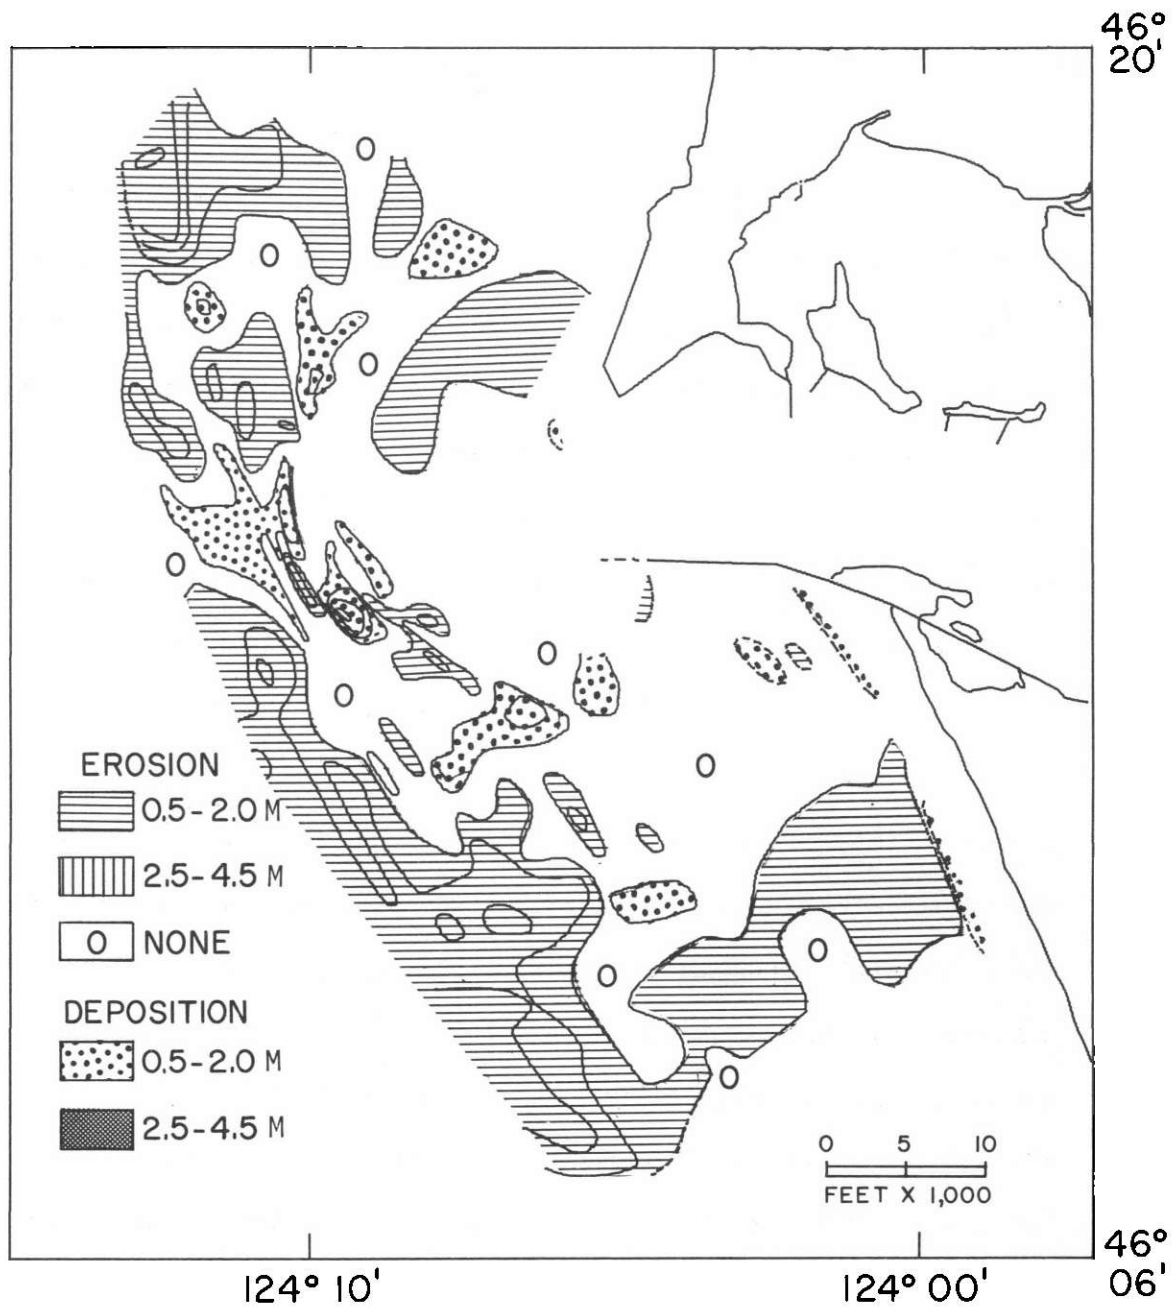 46°
20'
O
O
O
O
O
O
O
EROSION
0.5-2.0 M
O
2.5-4.5 M
O NONE
O
O
DEPOSITION
0.5-2.0 M
O
2.5-4.5 M
0 5 10
FEET X 1,000
46°
06'
124° 10' 124° 00'